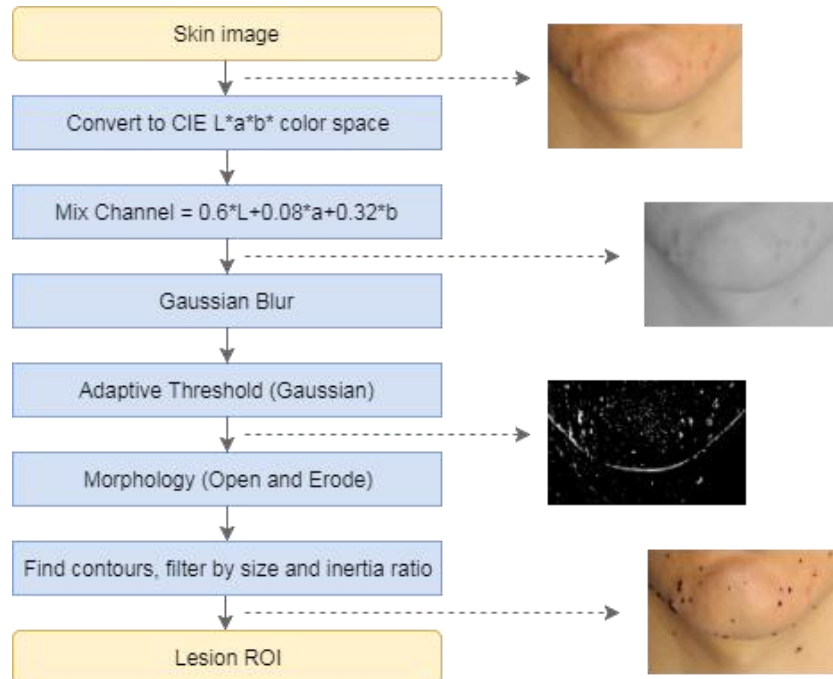 Skin image
Convert to CIE L*a*b* color space
Mix Channel = 0.6*L+0.08*a+0.32*b
Gaussian Blur
Adaptive Threshold (Gaussian)
Morphology (Open and Erode)
Find contours, filter by size and inertia ratio
Lesion ROI